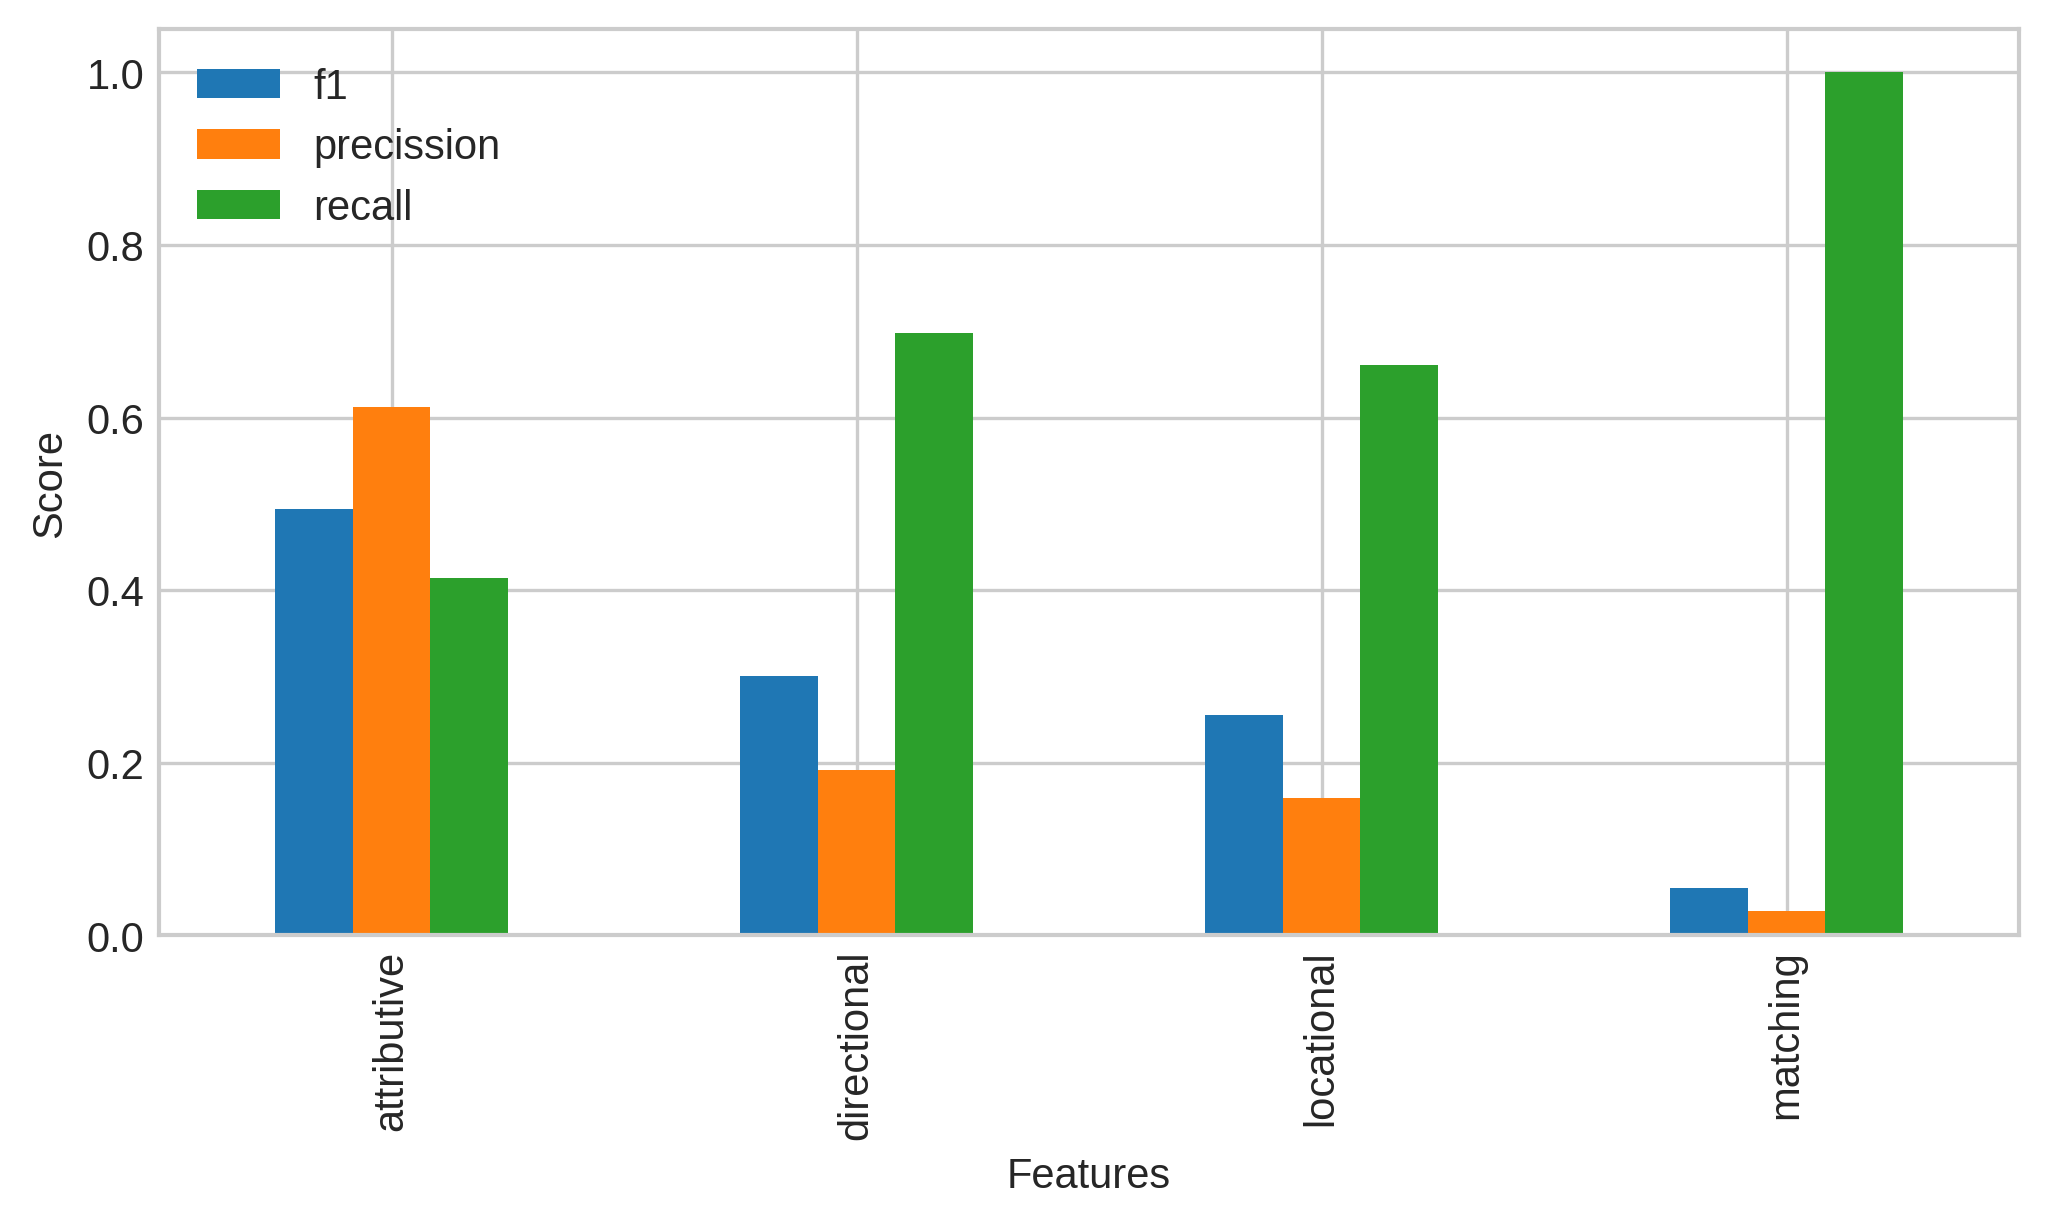 f1
precission
recall
1.0
0.8
0.6
0.4
0.2
0.0
Score
attributive
directional
locational
matching
Features